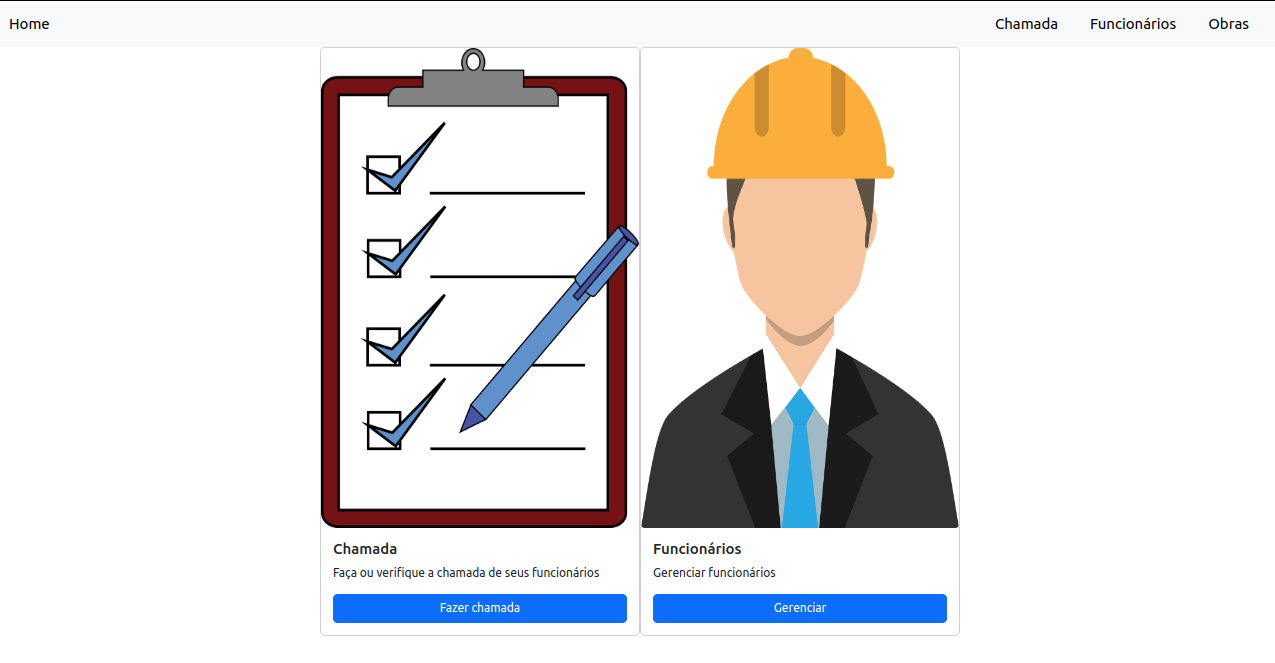 Home
Chamada
Funcionários
Obras
Chamada
Faça ou verifique a chamada de seus funcionários
Fazer chamada
Funcionários
Gerenciar funcionários
Gerenciar